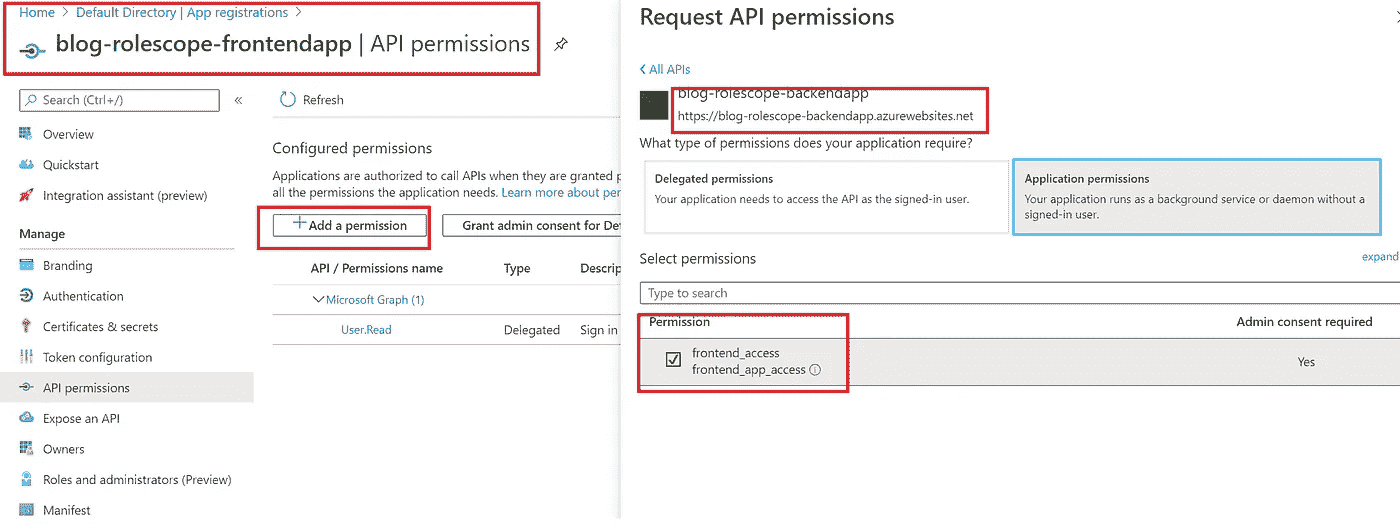 Home > Default Directory | App registrations >
blog-rolescope-frontendapp | API permissions
Search (Ctrl+/)
«
Overview
Quickstart
Integration assistant (preview)
Manage
Branding
Authentication
Certificates & secrets
Token configuration
API permissions
Expose an API
Owners
Roles and administrators (Preview)
Manifest
Refresh
Configured permissions
Applications are authorized to call APIs when they are granted p
all the permissions the application needs. Learn more about per
+ Add a permission
Grant admin consent for De
API / Permissions name Type Descrip
Microsoft Graph (1)
User.Read Delegated Sign in
Request API permissions
< All APIs
blog-rolescope-backendapp
https://blog-rolescope-backendapp.azurewebsites.net
What type of permissions does your application require?
Delegated permissions
Your application needs to access the API as the signed-in user.
Application permissions
Your application runs as a background service or daemon without a
signed-in user.
Select permissions
expand
Type to search
Permission Admin consent required
frontend_access
frontend_app_access
Yes